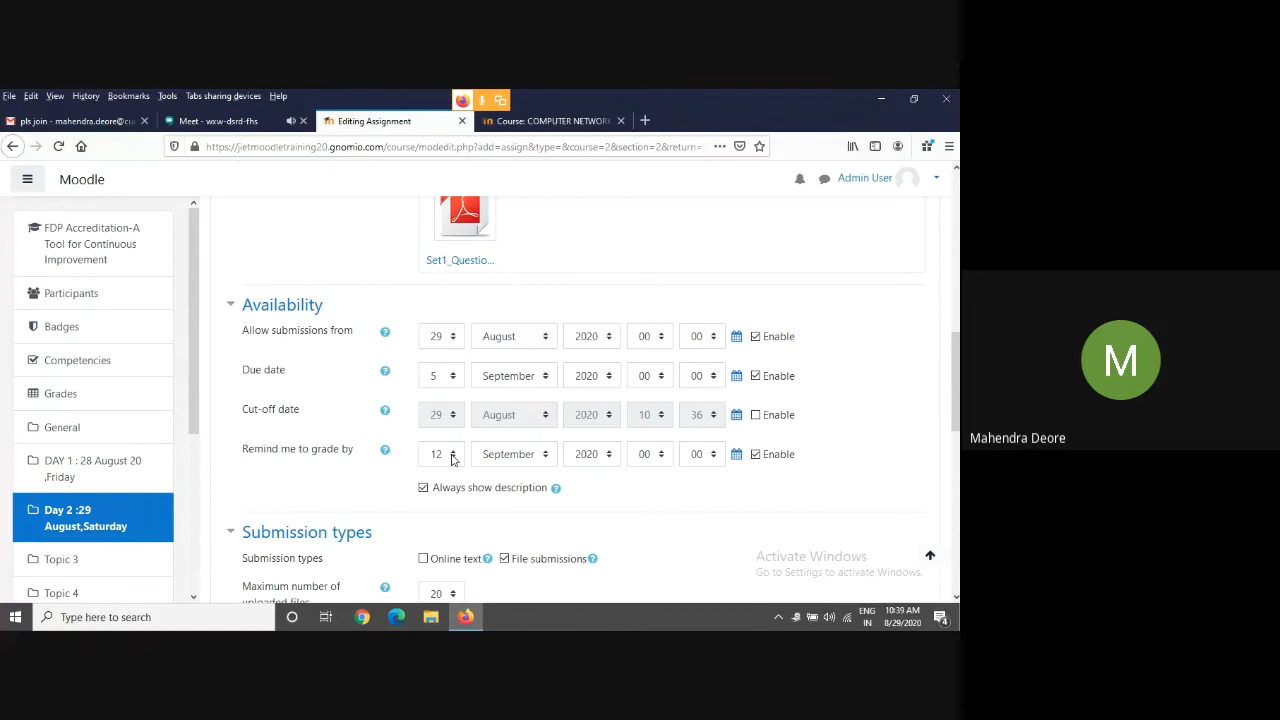 File Edit View History Bookmarks Tools Tabs sharing devices Help
pls join - mahendra.deore@cu
Meet - wxw-dsrd-fhs
Editing Assignment
Course: COMPUTER NETWOR
https://jietmoodletraining20.gnomio.com/course/modedit.php?add=assign&type=&course=2&section=2&return=
Moodle
Admin User
FDP Accreditation-A
Tool for Continuous
Improvement
Participants
Badges
Competencies
Grades
General
DAY 1 : 28 August 20
,Friday
Day 2 :29
August,Saturday
Topic 3
Topic 4
Set1_Questio...
Availability
Allow submissions from 29 August 2020 00 00 Enable
Due date 5 September 2020 00 00 Enable
Cut-off date 29 August 2020 10 36 Enable
Remind me to grade by 12 September 2020 00 00 Enable
Always show description
Submission types
Submission types Online text File submissions
Maximum number of
uploaded files 20
Activate Windows
Go to Settings to activate Windows.
Type here to search
ENG
IN
10:39 AM
8/29/2020
4
M
Mahendra Deore